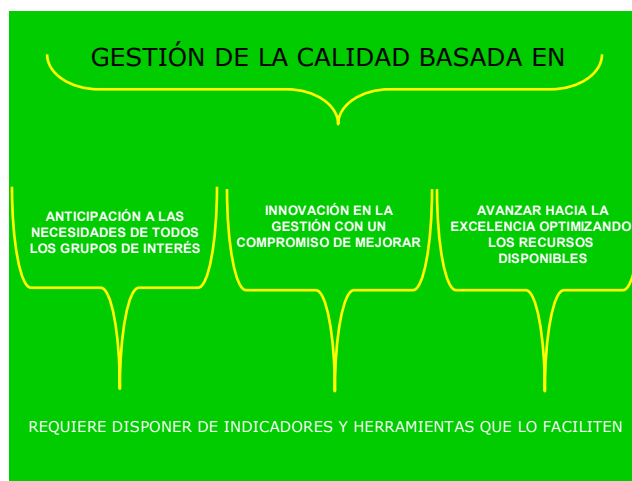 GESTIÓN DE LA CALIDAD BASADA EN
ANTICIPACIÓN A LAS
NECESIDADES DE TODOS
LOS GRUPOS DE INTERÉS
INNOVACIÓN EN LA
GESTIÓN CON UN
COMPROMISO DE MEJORAR
AVANZAR HACIA LA
EXCELENCIA OPTIMIZANDO
LOS RECURSOS
DISPONIBLES
REQUIERE DISPONER DE INDICADORES Y HERRAMIENTAS QUE LO FACILITEN